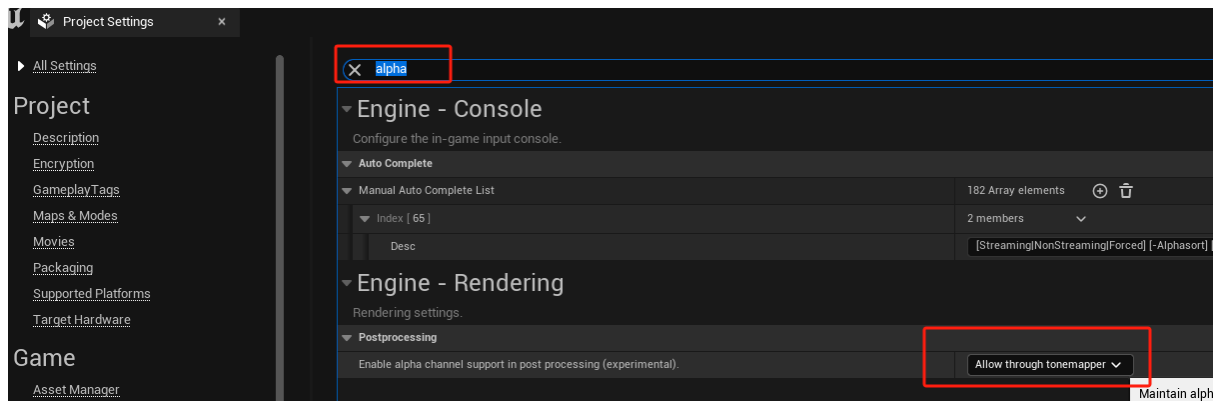 Project Settings
All Settings
Project
Description
Encryption
GameplayTags
Maps & Modes
Movies
Packaging
Supported Platforms
Target Hardware
Game
Asset Manager
alpha
Engine - Console
Configure the in-game input console.
Auto Complete
Manual Auto Complete List 182 Array elements
Index [ 65 ] 2 members
Desc [Streaming|NonStreaming|Forced] [-Alphasort] [
Engine - Rendering
Rendering settings.
Postprocessing
Enable alpha channel support in post processing (experimental). Allow through tonemapper
Maintain alph